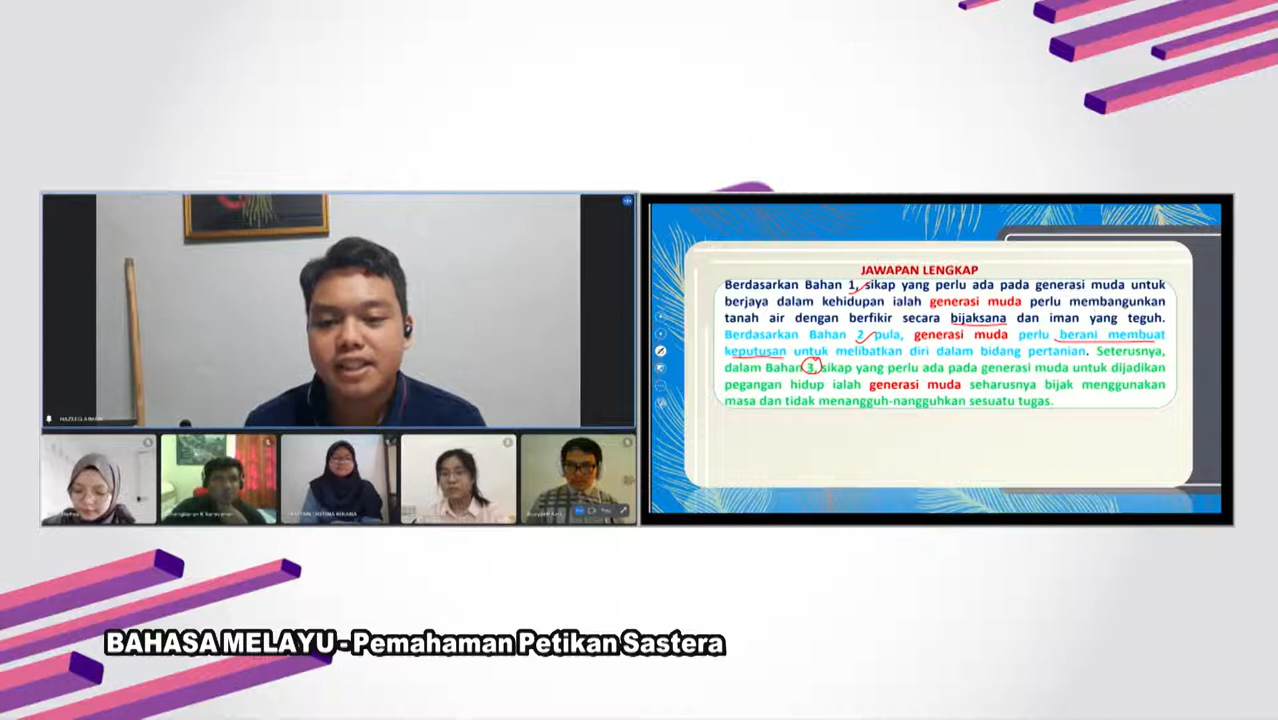 HAZEEQ AIMAN
JAWAPAN LENGKAP
Berdasarkan Bahan 1, sikap yang perlu ada pada generasi muda untuk
berjaya dalam kehidupan ialah generasi muda perlu membangunkan
tanah air dengan berfikir secara bijaksana dan iman yang teguh.
Berdasarkan Bahan 2 pula, generasi muda perlu berani membuat
keputusan untuk melibatkan diri dalam bidang pertanian. Seterusnya,
dalam Bahan 3, sikap yang perlu ada pada generasi muda untuk dijadikan
pegangan hidup ialah generasi muda seharusnya bijak menggunakan
masa dan tidak menangguh-nangguhkan sesuatu tugas.
BAHASA MELAYU - Pemahaman Petikan Sastera